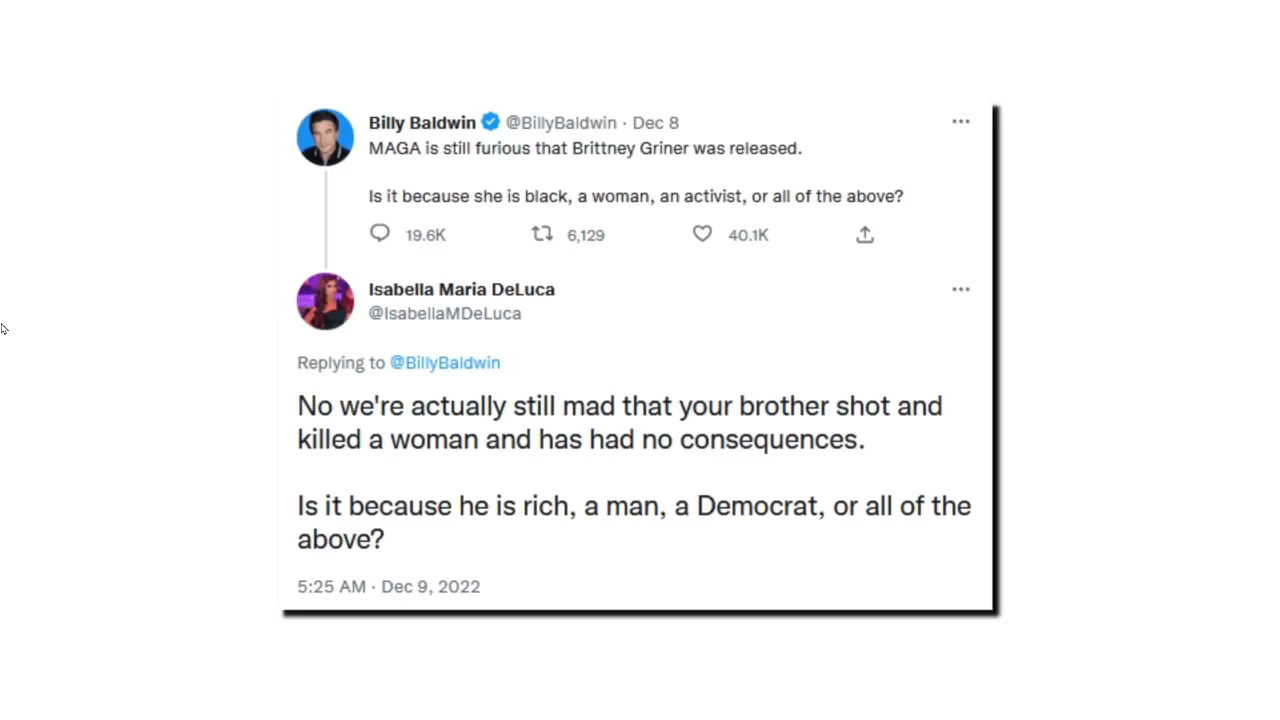 Billy Baldwin @BillyBaldwin · Dec 8
MAGA is still furious that Brittney Griner was released.
Is it because she is black, a woman, an activist, or all of the above?
19.6K 6,129 40.1K
Isabella Maria DeLuca
@IsabellaMDeLuca
Replying to @BillyBaldwin
No we're actually still mad that your brother shot and
killed a woman and has had no consequences.
Is it because he is rich, a man, a Democrat, or all of the
above?
5:25 AM · Dec 9, 2022